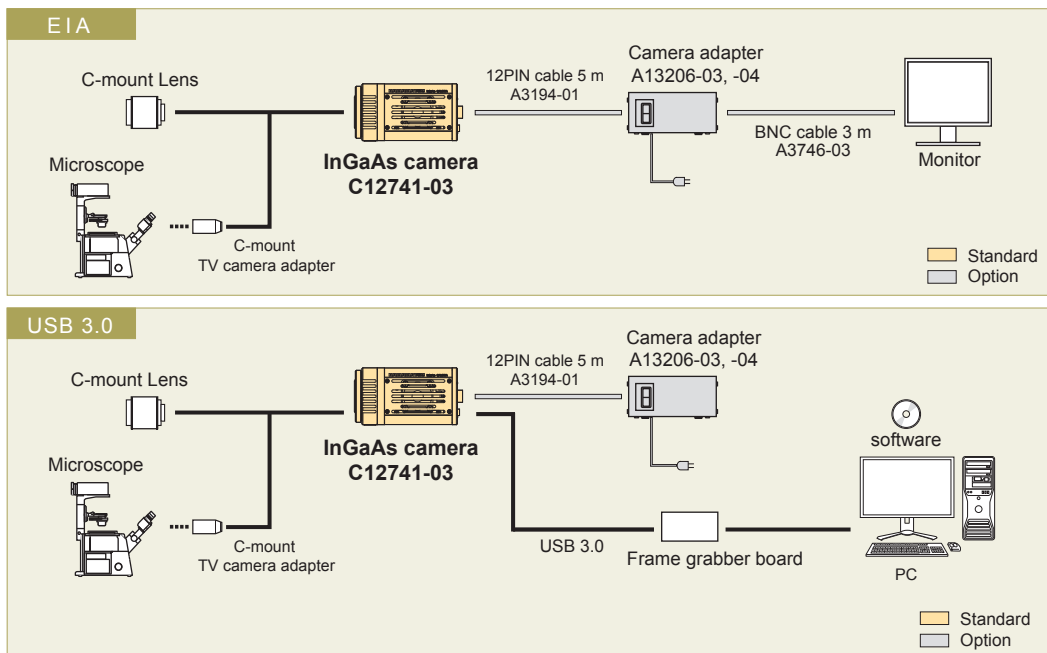 EIA
C-mount Lens
Microscope
C-mount
TV camera adapter
InGaAs camera
C12741-03
12PIN cable 5 m
A3194-01
Camera adapter
A13206-03, -04
BNC cable 3 m
A3746-03
Monitor
Standard
Option
USB 3.0
C-mount Lens
Microscope
C-mount
TV camera adapter
InGaAs camera
C12741-03
12PIN cable 5 m
A3194-01
Camera adapter
A13206-03, -04
USB 3.0
Frame grabber board
software
PC
Standard
Option